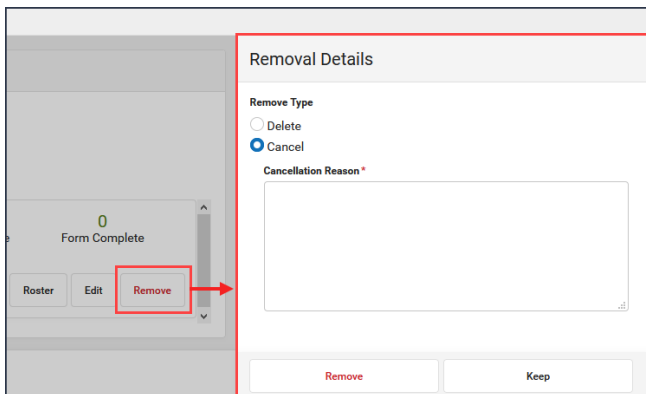 Removal Details
Remove Type
Delete
Cancel
Cancellation Reason *
0
Form Complete
Roster
Edit
Remove
Remove
Keep